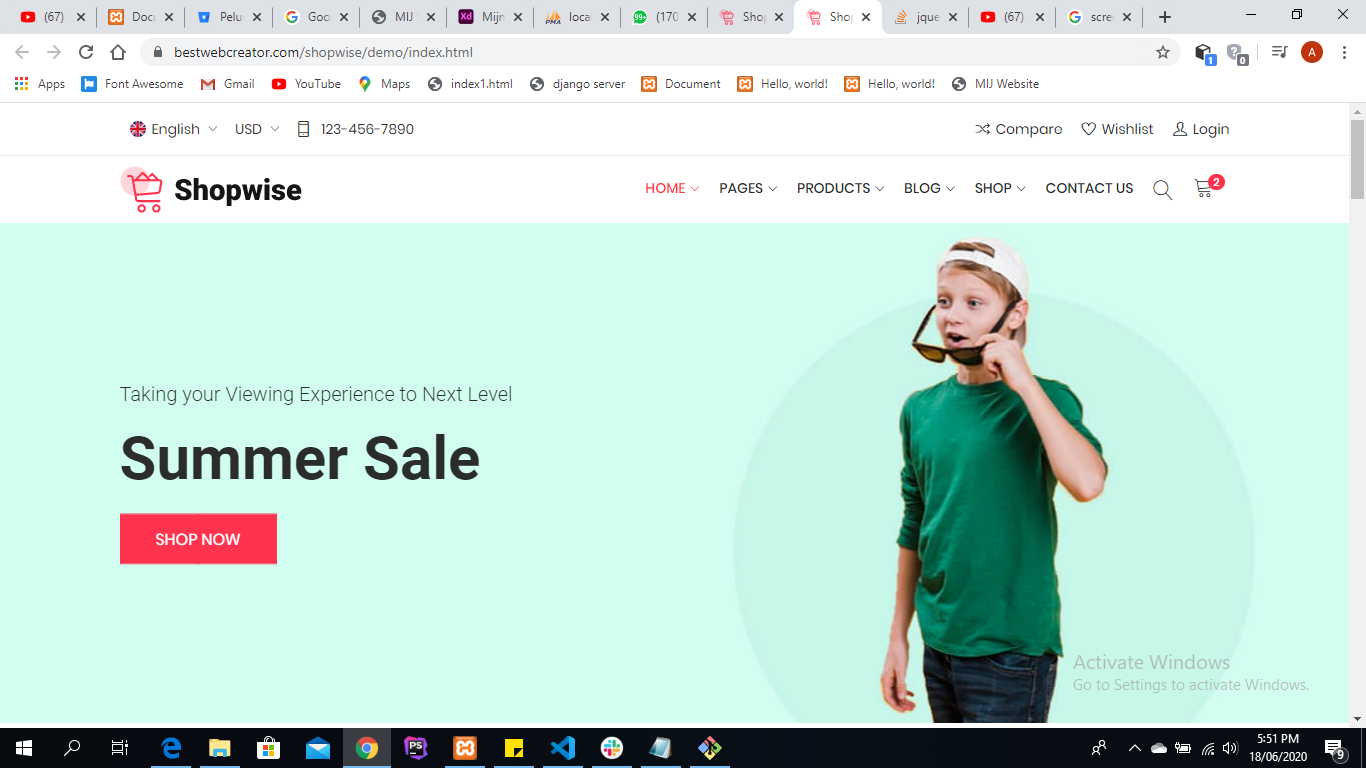 (67) Docu Pelu Goo MIJ Mijn local (170 Shop Shop jque (67) scree
bestwebcreator.com/shopwise/demo/index.html A
Apps Font Awesome Gmail YouTube Maps index1.html django server Document Hello, world! Hello, world! MIJ Website
English USD 123-456-7890 Compare Wishlist Login
Shopwise HOME PAGES PRODUCTS BLOG SHOP CONTACT US 2
Taking your Viewing Experience to Next Level
Summer Sale
SHOP NOW
Activate Windows
Go to Settings to activate Windows.
5:51 PM
18/06/2020
9